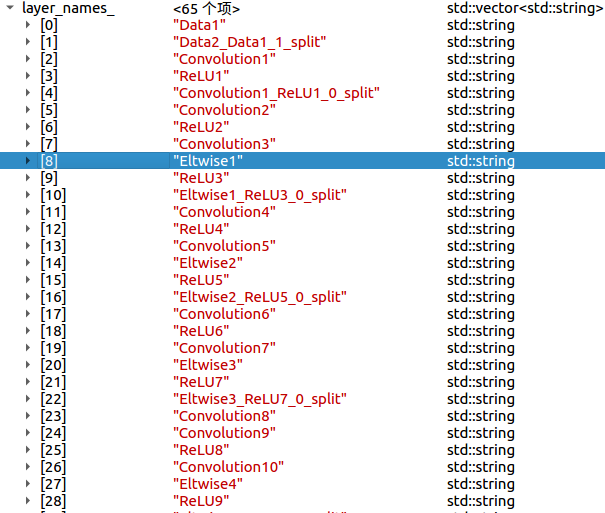 layer_names_ <65 个项> std::vector<std::string>
[0] "Data1" std::string
[1] "Data2_Data1_1_split" std::string
[2] "Convolution1" std::string
[3] "ReLU1" std::string
[4] "Convolution1_ReLU1_0_split" std::string
[5] "Convolution2" std::string
[6] "ReLU2" std::string
[7] "Convolution3" std::string
[8] "Eltwise1" std::string
[9] "ReLU3" std::string
[10] "Eltwise1_ReLU3_0_split" std::string
[11] "Convolution4" std::string
[12] "ReLU4" std::string
[13] "Convolution5" std::string
[14] "Eltwise2" std::string
[15] "ReLU5" std::string
[16] "Eltwise2_ReLU5_0_split" std::string
[17] "Convolution6" std::string
[18] "ReLU6" std::string
[19] "Convolution7" std::string
[20] "Eltwise3" std::string
[21] "ReLU7" std::string
[22] "Eltwise3_ReLU7_0_split" std::string
[23] "Convolution8" std::string
[24] "Convolution9" std::string
[25] "ReLU8" std::string
[26] "Convolution10" std::string
[27] "Eltwise4" std::string
[28] "ReLU9" std::string